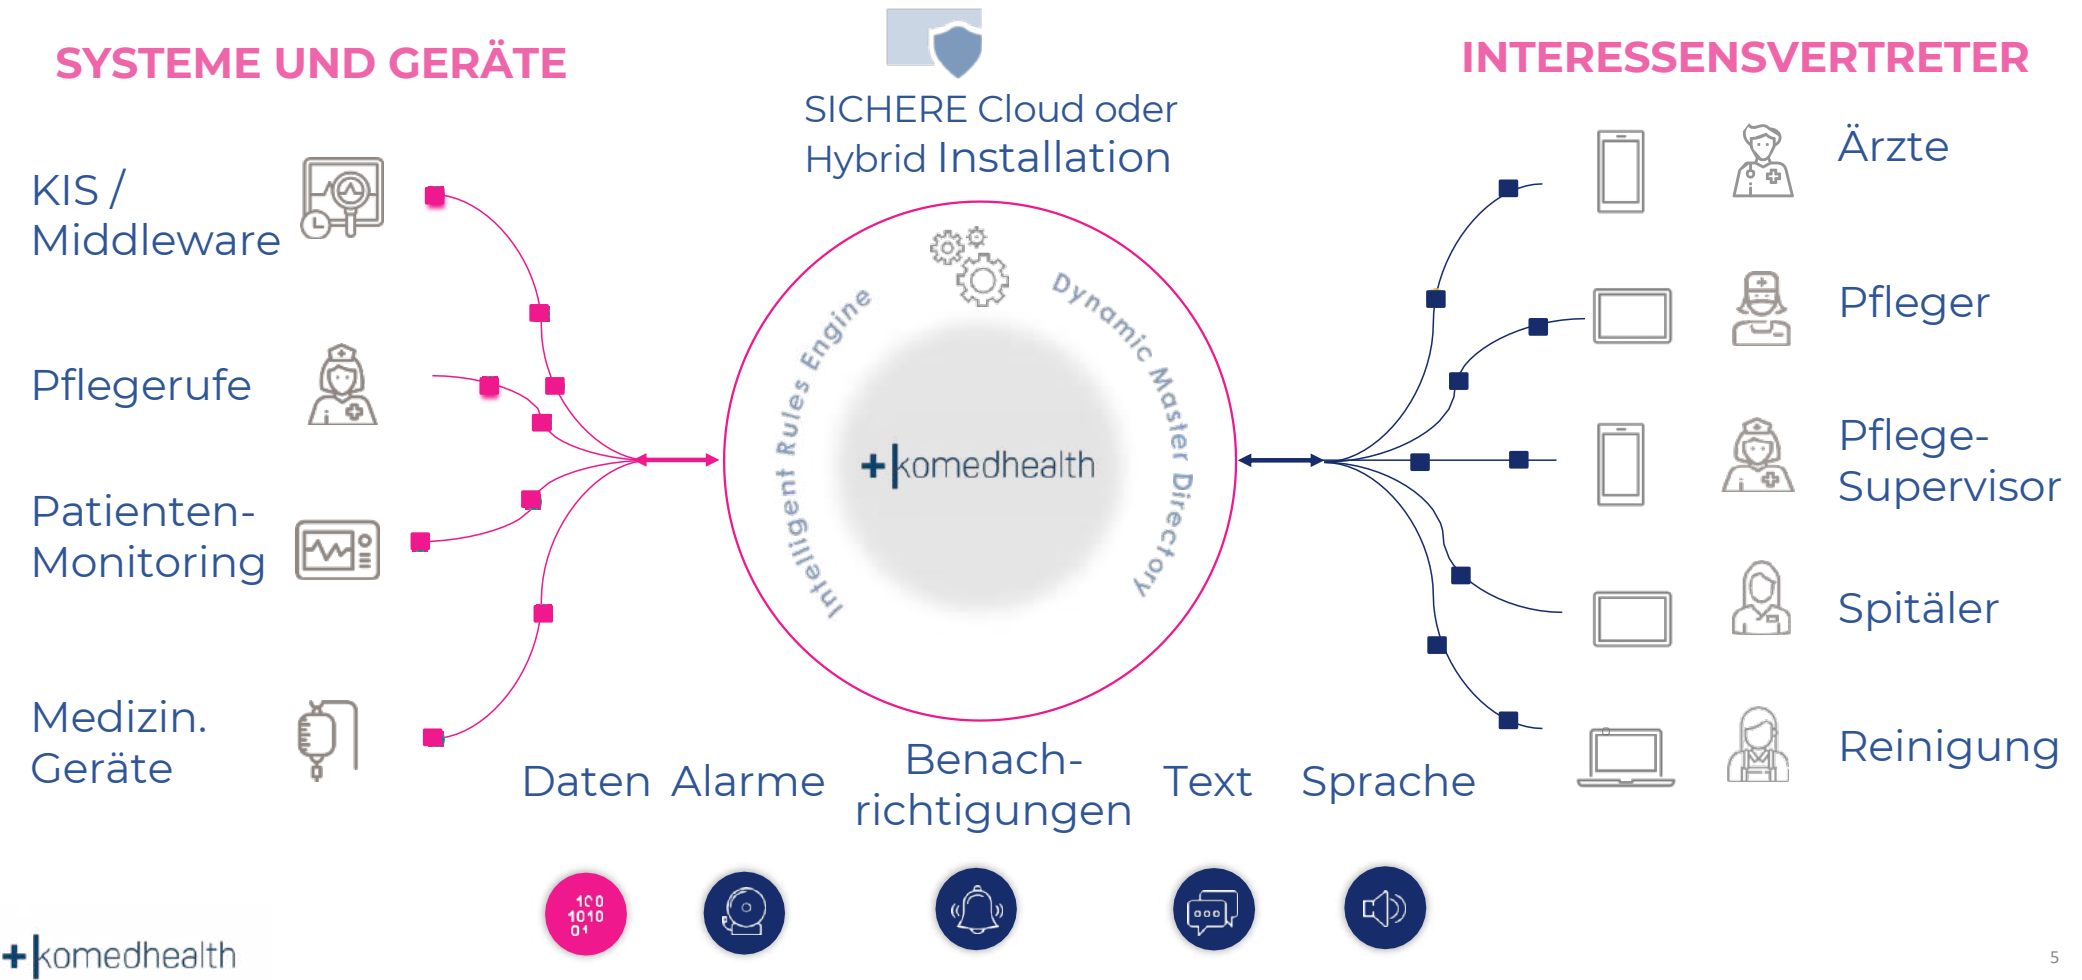 SYSTEME UND GERÄTE
SICHERE Cloud oder
Hybrid Installation
INTERESSENSVERTRETER
KIS /
Middleware
Pflegerufe
Patienten-
Monitoring
Medizin.
Geräte
Intelligent Rules Engine
Dynamic Master Directory
+komedhealth
Ärzte
Pfleger
Pflege-
Supervisor
Spitäler
Reinigung
Daten
Alarme
Benach-
richtigungen
Text
Sprache
100
1010
01
+komedhealth
5